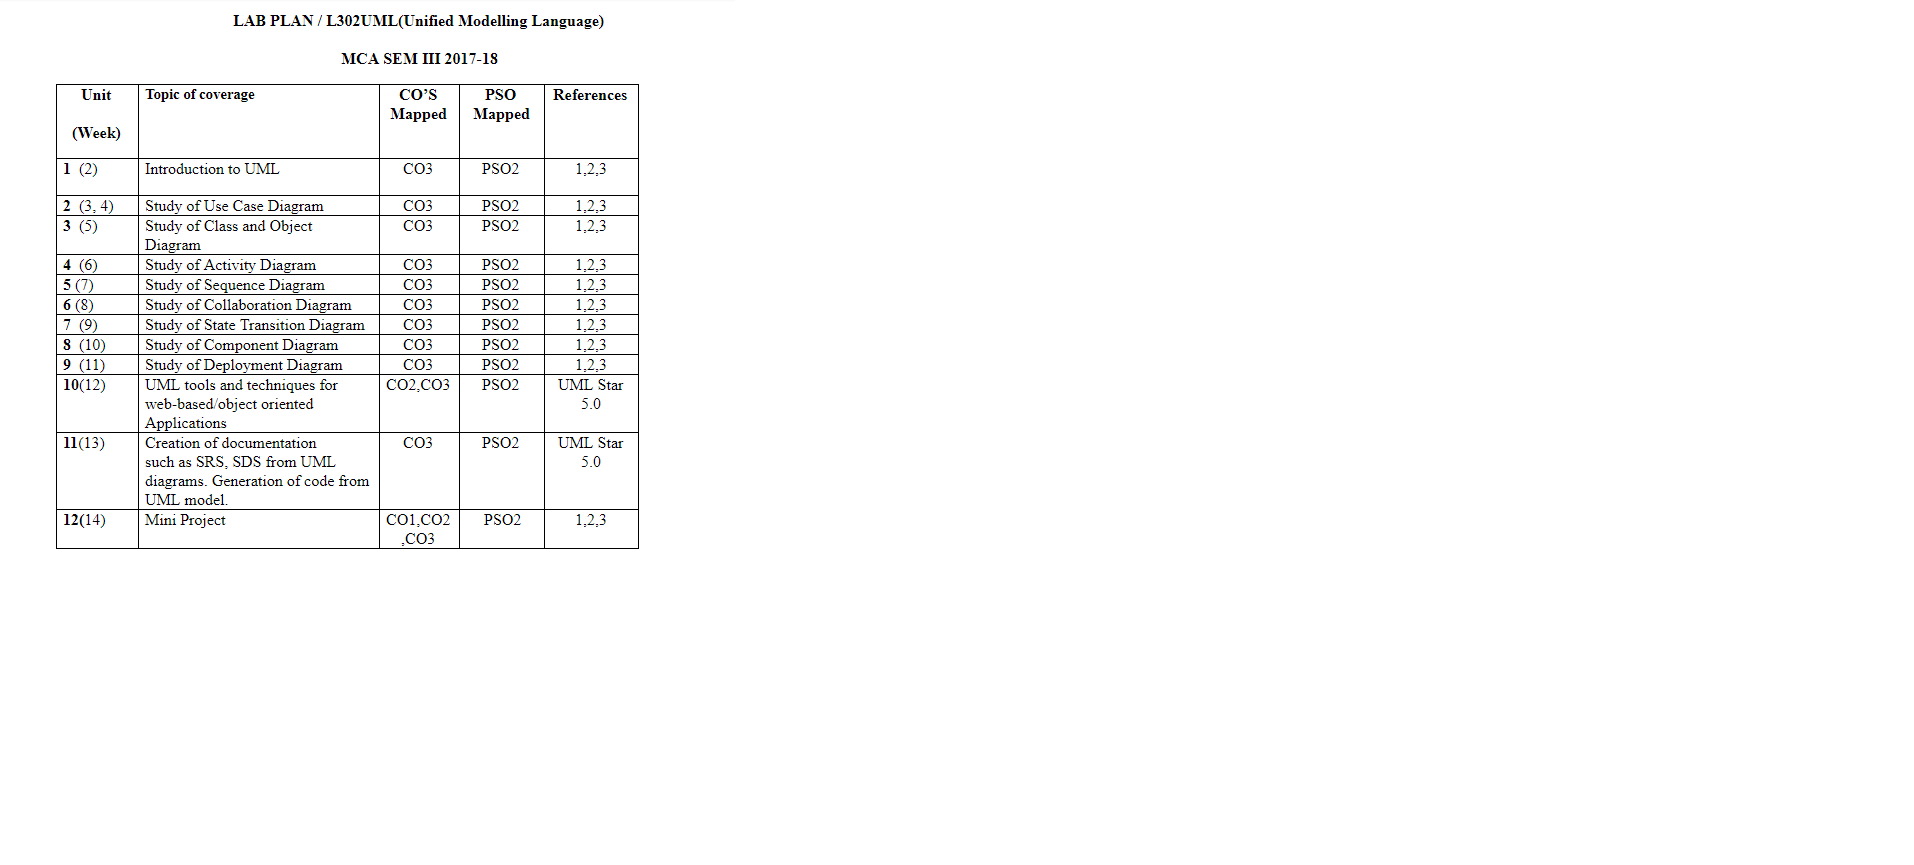 LAB PLAN / L302UML(Unified Modelling Language)
MCA SEM III 2017-18
Unit Topic of coverage CO’S PSO References
Mapped Mapped
(Week)
1 (2) Introduction to UML CO3 PSO2 1,2,3
2 (3, 4) Study of Use Case Diagram CO3 PSO2 1,2,3
3 (5) Study of Class and Object CO3 PSO2 1,2,3
Diagram
4 (6) Study of Activity Diagram CO3 PSO2 1,2,3
5 (7) Study of Sequence Diagram CO3 PSO2 1,2,3
6 (8) Study of Collaboration Diagram CO3 PSO2 1,2,3
7 (9) Study of State Transition Diagram CO3 PSO2 1,2,3
8 (10) Study of Component Diagram CO3 PSO2 1,2,3
9 (11) Study of Deployment Diagram CO3 PSO2 1,2,3
10(12) UML tools and techniques for CO2,CO3 PSO2 UML Star
web-based/object oriented 5.0
Applications
11(13) Creation of documentation CO3 PSO2 UML Star
such as SRS, SDS from UML 5.0
diagrams. Generation of code from
UML model.
12(14) Mini Project CO1,CO2 PSO2 1,2,3
,CO3